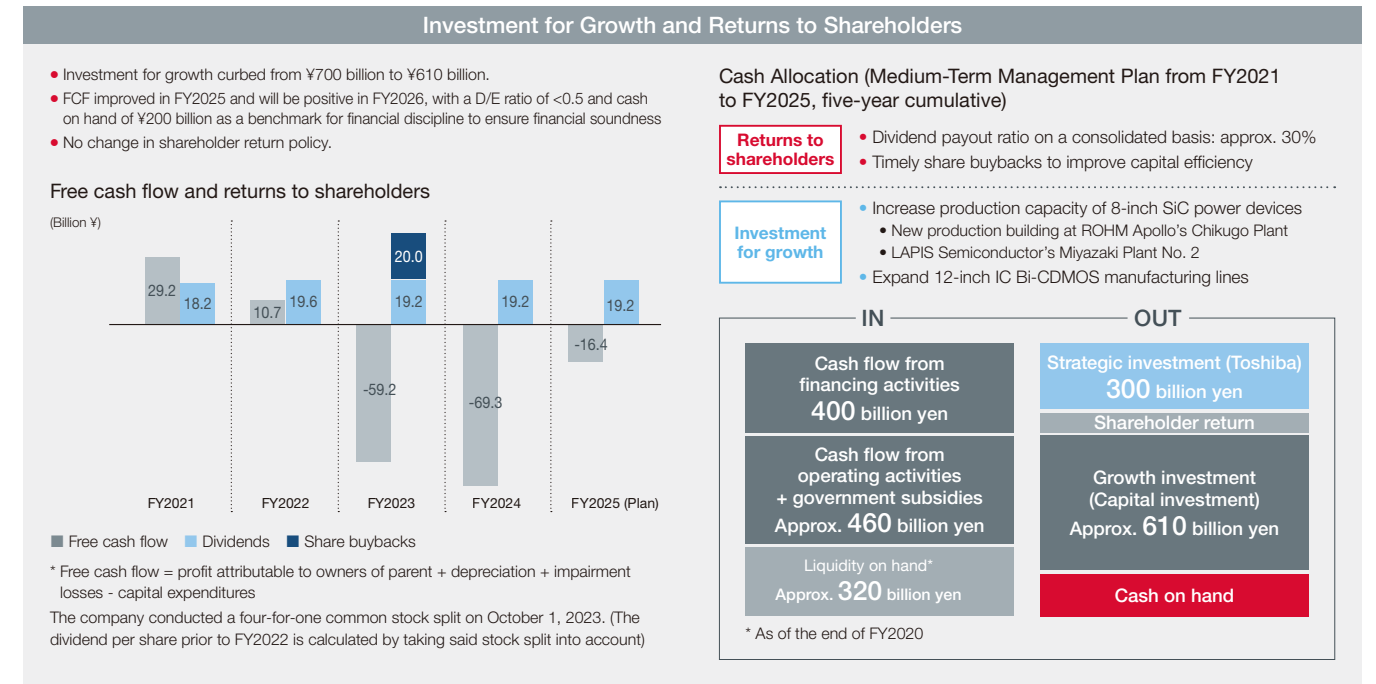 Investment for Growth and Returns to Shareholders
• Investment for growth curbed from ¥700 billion to ¥610 billion.
• FCF improved in FY2025 and will be positive in FY2026, with a D/E ratio of <0.5 and cash
on hand of ¥200 billion as a benchmark for financial discipline to ensure financial soundness
• No change in shareholder return policy.
Free cash flow and returns to shareholders
(Billion ¥)
29.2
18.2
10.7
19.6
20.0
19.2
-59.2
19.2
-69.3
19.2
-16.4
FY2021
FY2022
FY2023
FY2024
FY2025 (Plan)
Free cash flow
Dividends
Share buybacks
* Free cash flow = profit attributable to owners of parent + depreciation + impairment
losses - capital expenditures
The company conducted a four-for-one common stock split on October 1, 2023. (The
dividend per share prior to FY2022 is calculated by taking said stock split into account)
Cash Allocation (Medium-Term Management Plan from FY2021
to FY2025, five-year cumulative)
Returns to
shareholders
• Dividend payout ratio on a consolidated basis: approx. 30%
• Timely share buybacks to improve capital efficiency
Investment
for growth
• Increase production capacity of 8-inch SiC power devices
• New production building at ROHM Apollo's Chikugo Plant
• LAPIS Semiconductor's Miyazaki Plant No. 2
• Expand 12-inch IC Bi-CDMOS manufacturing lines
IN
Cash flow from
financing activities
400 billion yen
Cash flow from
operating activities
+ government subsidies
Approx. 460 billion yen
Liquidity on hand*
Approx. 320 billion yen
* As of the end of FY2020
OUT
Strategic investment (Toshiba)
300 billion yen
Shareholder return
Growth investment
(Capital investment)
Approx. 610 billion yen
Cash on hand